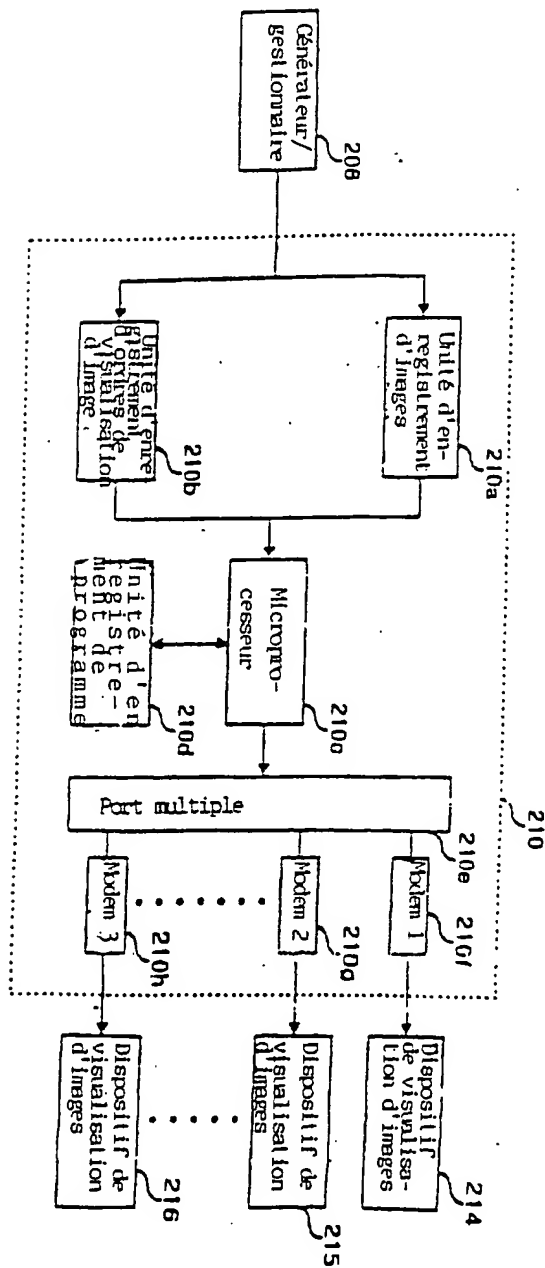 Générateur/
gestionnaire
208
210
Unité d'en-
registrement
d'images
210a
Unité d'enre
gistrement
d'ordres de
visualisation
d'image.
210b
Micropro-
cesseur
210c
Unité d'en
registre-
ment de
programme
210d
Port multiple
210e
Modem 1
210f
Modem 2
210g
Modem 3
210h
Dispositif
de visualisa-
tion d'images
214
Dispositif de
visualisation
d'images
215
Dispositif de
visualisation
d'images
216